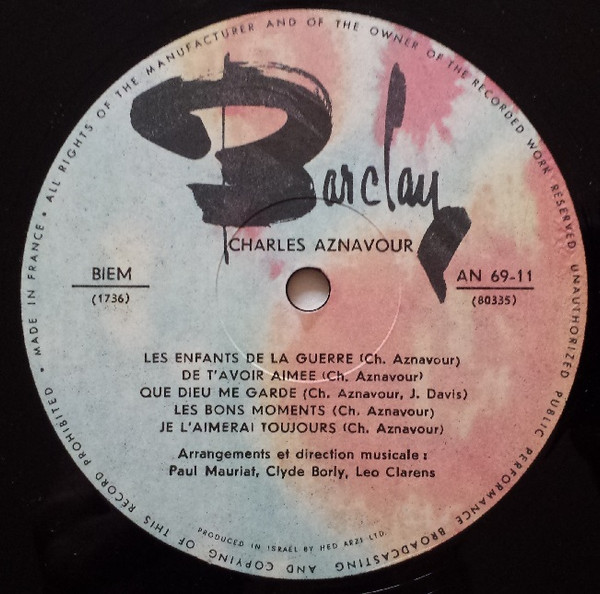 MADE IN FRANCE • ALL RIGHTS OF THE MANUFACTURER AND OF THE OWNER OF THE RECORDED WORK RESERVED. UNAUTHORIZED PUBLIC PERFORMANCE BROADCASTING AND COPYING OF THIS RECORD PROHIBITED •
Barclay
CHARLES AZNAVOUR
BIEM
(1736)
AN 69-11
(80335)
LES ENFANTS DE LA GUERRE (Ch. Aznavour)
DE T'AVOIR AIMEE (Ch. Aznavour)
QUE DIEU ME GARDE (Ch. Aznavour, J. Davis)
LES BONS MOMENTS (Ch. Aznavour)
JE L'AIMERAI TOUJOURS (Ch. Aznavour)
Arrangements et direction musicale :
Paul Mauriat, Clyde Borly, Leo Clarens
PRODUCED IN ISRAEL BY HED ARZI LTD.